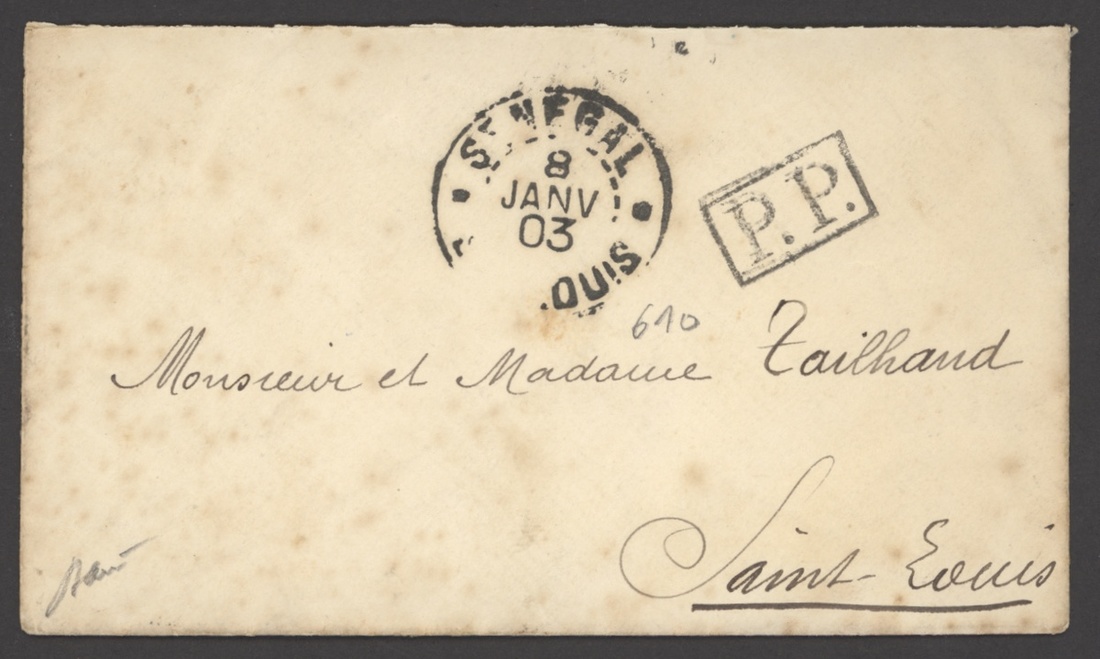 SENEGAL
8
JANV
03
OUIS
P.P.
610
Monsieur et Madame Tailhand
Saint-Louis